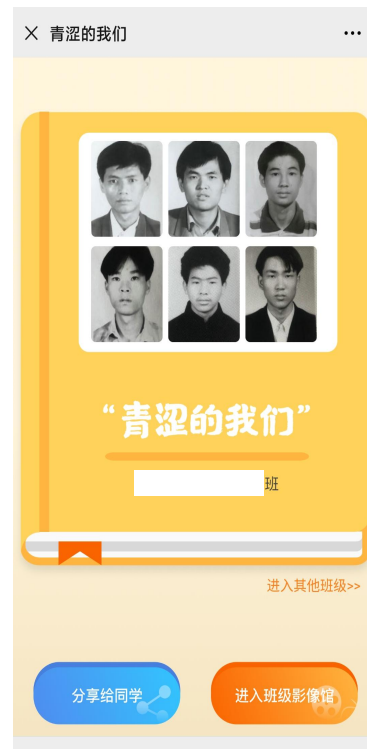 青涩的我们
“青涩的我们”
班
进入其他班级>>
分享给同学
进入班级影像馆